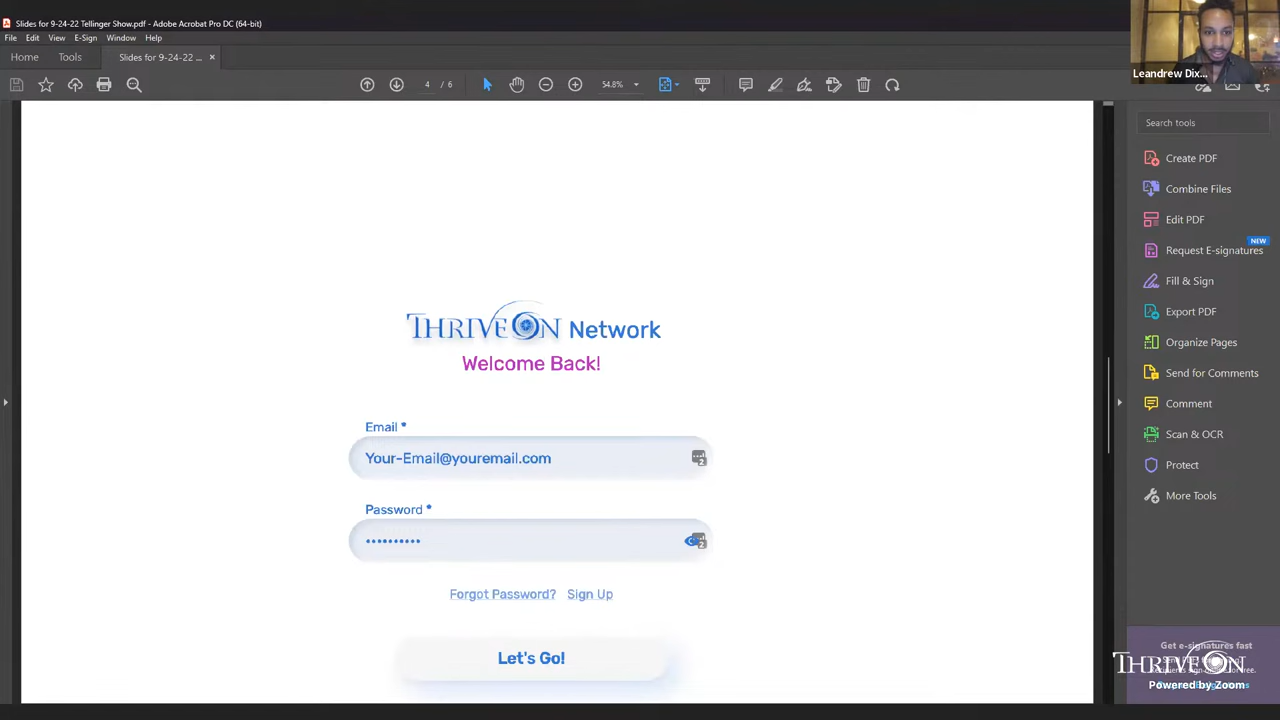 Slides for 9-24-22 Tellinger Show.pdf - Adobe Acrobat Pro DC (64-bit)
File Edit View E-Sign Window Help
Home Tools Slides for 9-24-22 ... ×
4 / 6 54.8%
Leandrew Dix...
Search tools
Create PDF
Combine Files
Edit PDF
NEW
Request E-signatures
Fill & Sign
Export PDF
Organize Pages
Send for Comments
Comment
Scan & OCR
Protect
More Tools
THRIVEON Network
Welcome Back!
Email *
Your-Email@youremail.com
Password *
••••••••••
Forgot Password? Sign Up
Let's Go!
Get e-signatures fast
THRIVEON
Powered by Zoom